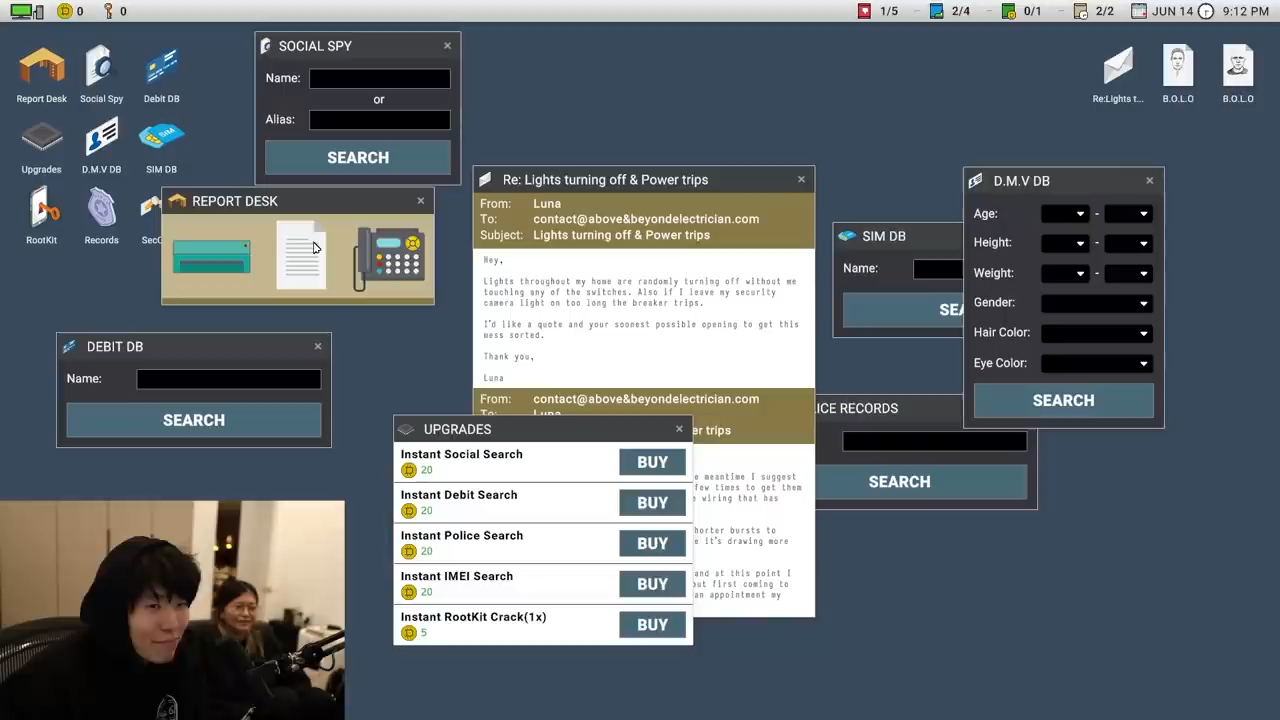 0
0
1/5
2/4
0/1
2/2
JUN 14
9:12 PM
Report Desk
Social Spy
Debit DB
Upgrades
D.M.V DB
SIM DB
RootKit
Records
Re:Lights t...
B.O.L.O
B.O.L.O
SOCIAL SPY
Name:
or
Alias:
SEARCH
REPORT DESK
DEBIT DB
Name:
SEARCH
Re: Lights turning off & Power trips
From: Luna
To: contact@above&beyondelectrician.com
Subject: Lights turning off & Power trips
Hey,
Lights throughout my home are randomly turning off without me
touching any of the switches. Also if I leave my security
camera light on too long the breaker trips.
I'd like a quote and your soonest possible opening to get this
mess sorted.
Thank you,
Luna
From: contact@above&beyondelectrician.com
To: Luna
er trips
e meantime I suggest
few times to get them
wiring that has
horter bursts to
e it's drawing more
and at this point I
out first coming to
an appointment my
UPGRADES
Instant Social Search
20
BUY
Instant Debit Search
20
BUY
Instant Police Search
20
BUY
Instant IMEI Search
20
BUY
Instant RootKit Crack(1x)
5
BUY
SIM DB
Name:
SEA
ICE RECORDS
SEARCH
D.M.V DB
Age:
-
Height:
-
Weight:
-
Gender:
Hair Color:
Eye Color:
SEARCH